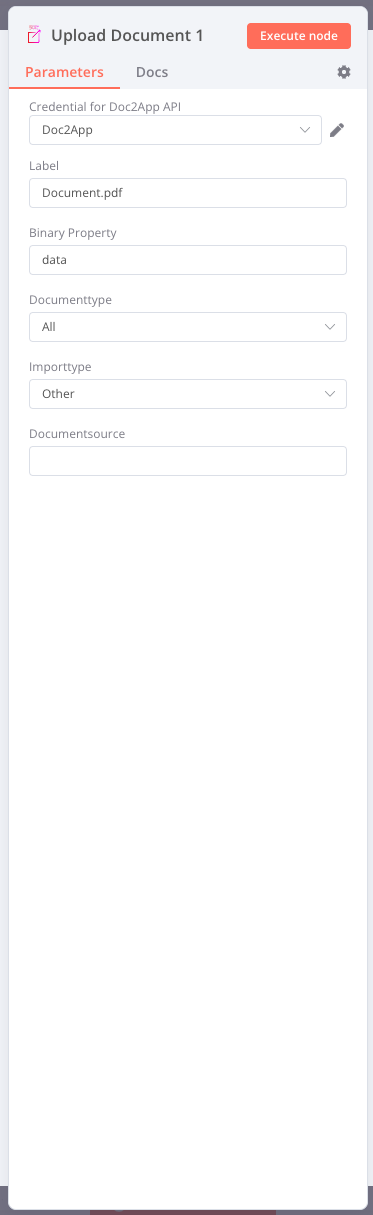 Upload Document 1
Execute node
Parameters
Docs
Credential for Doc2App API
Doc2App
Label
Document.pdf
Binary Property
data
Documenttype
All
Importtype
Other
Documentsource